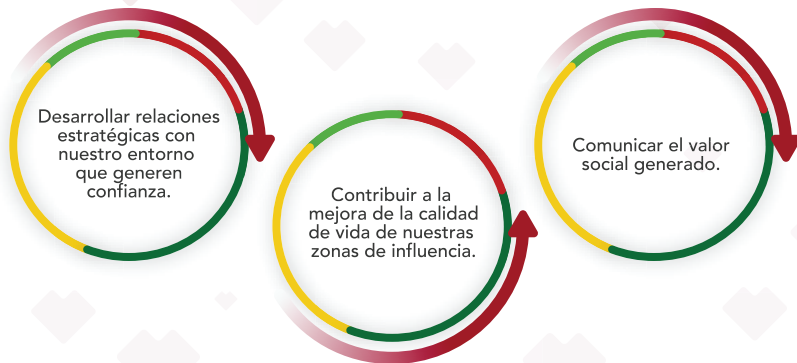 Desarrollar relaciones
estratégicas con
nuestro entorno
que generen
confianza.
Contribuir a la
mejora de la calidad
de vida de nuestras
zonas de influencia.
Comunicar el valor
social generado.